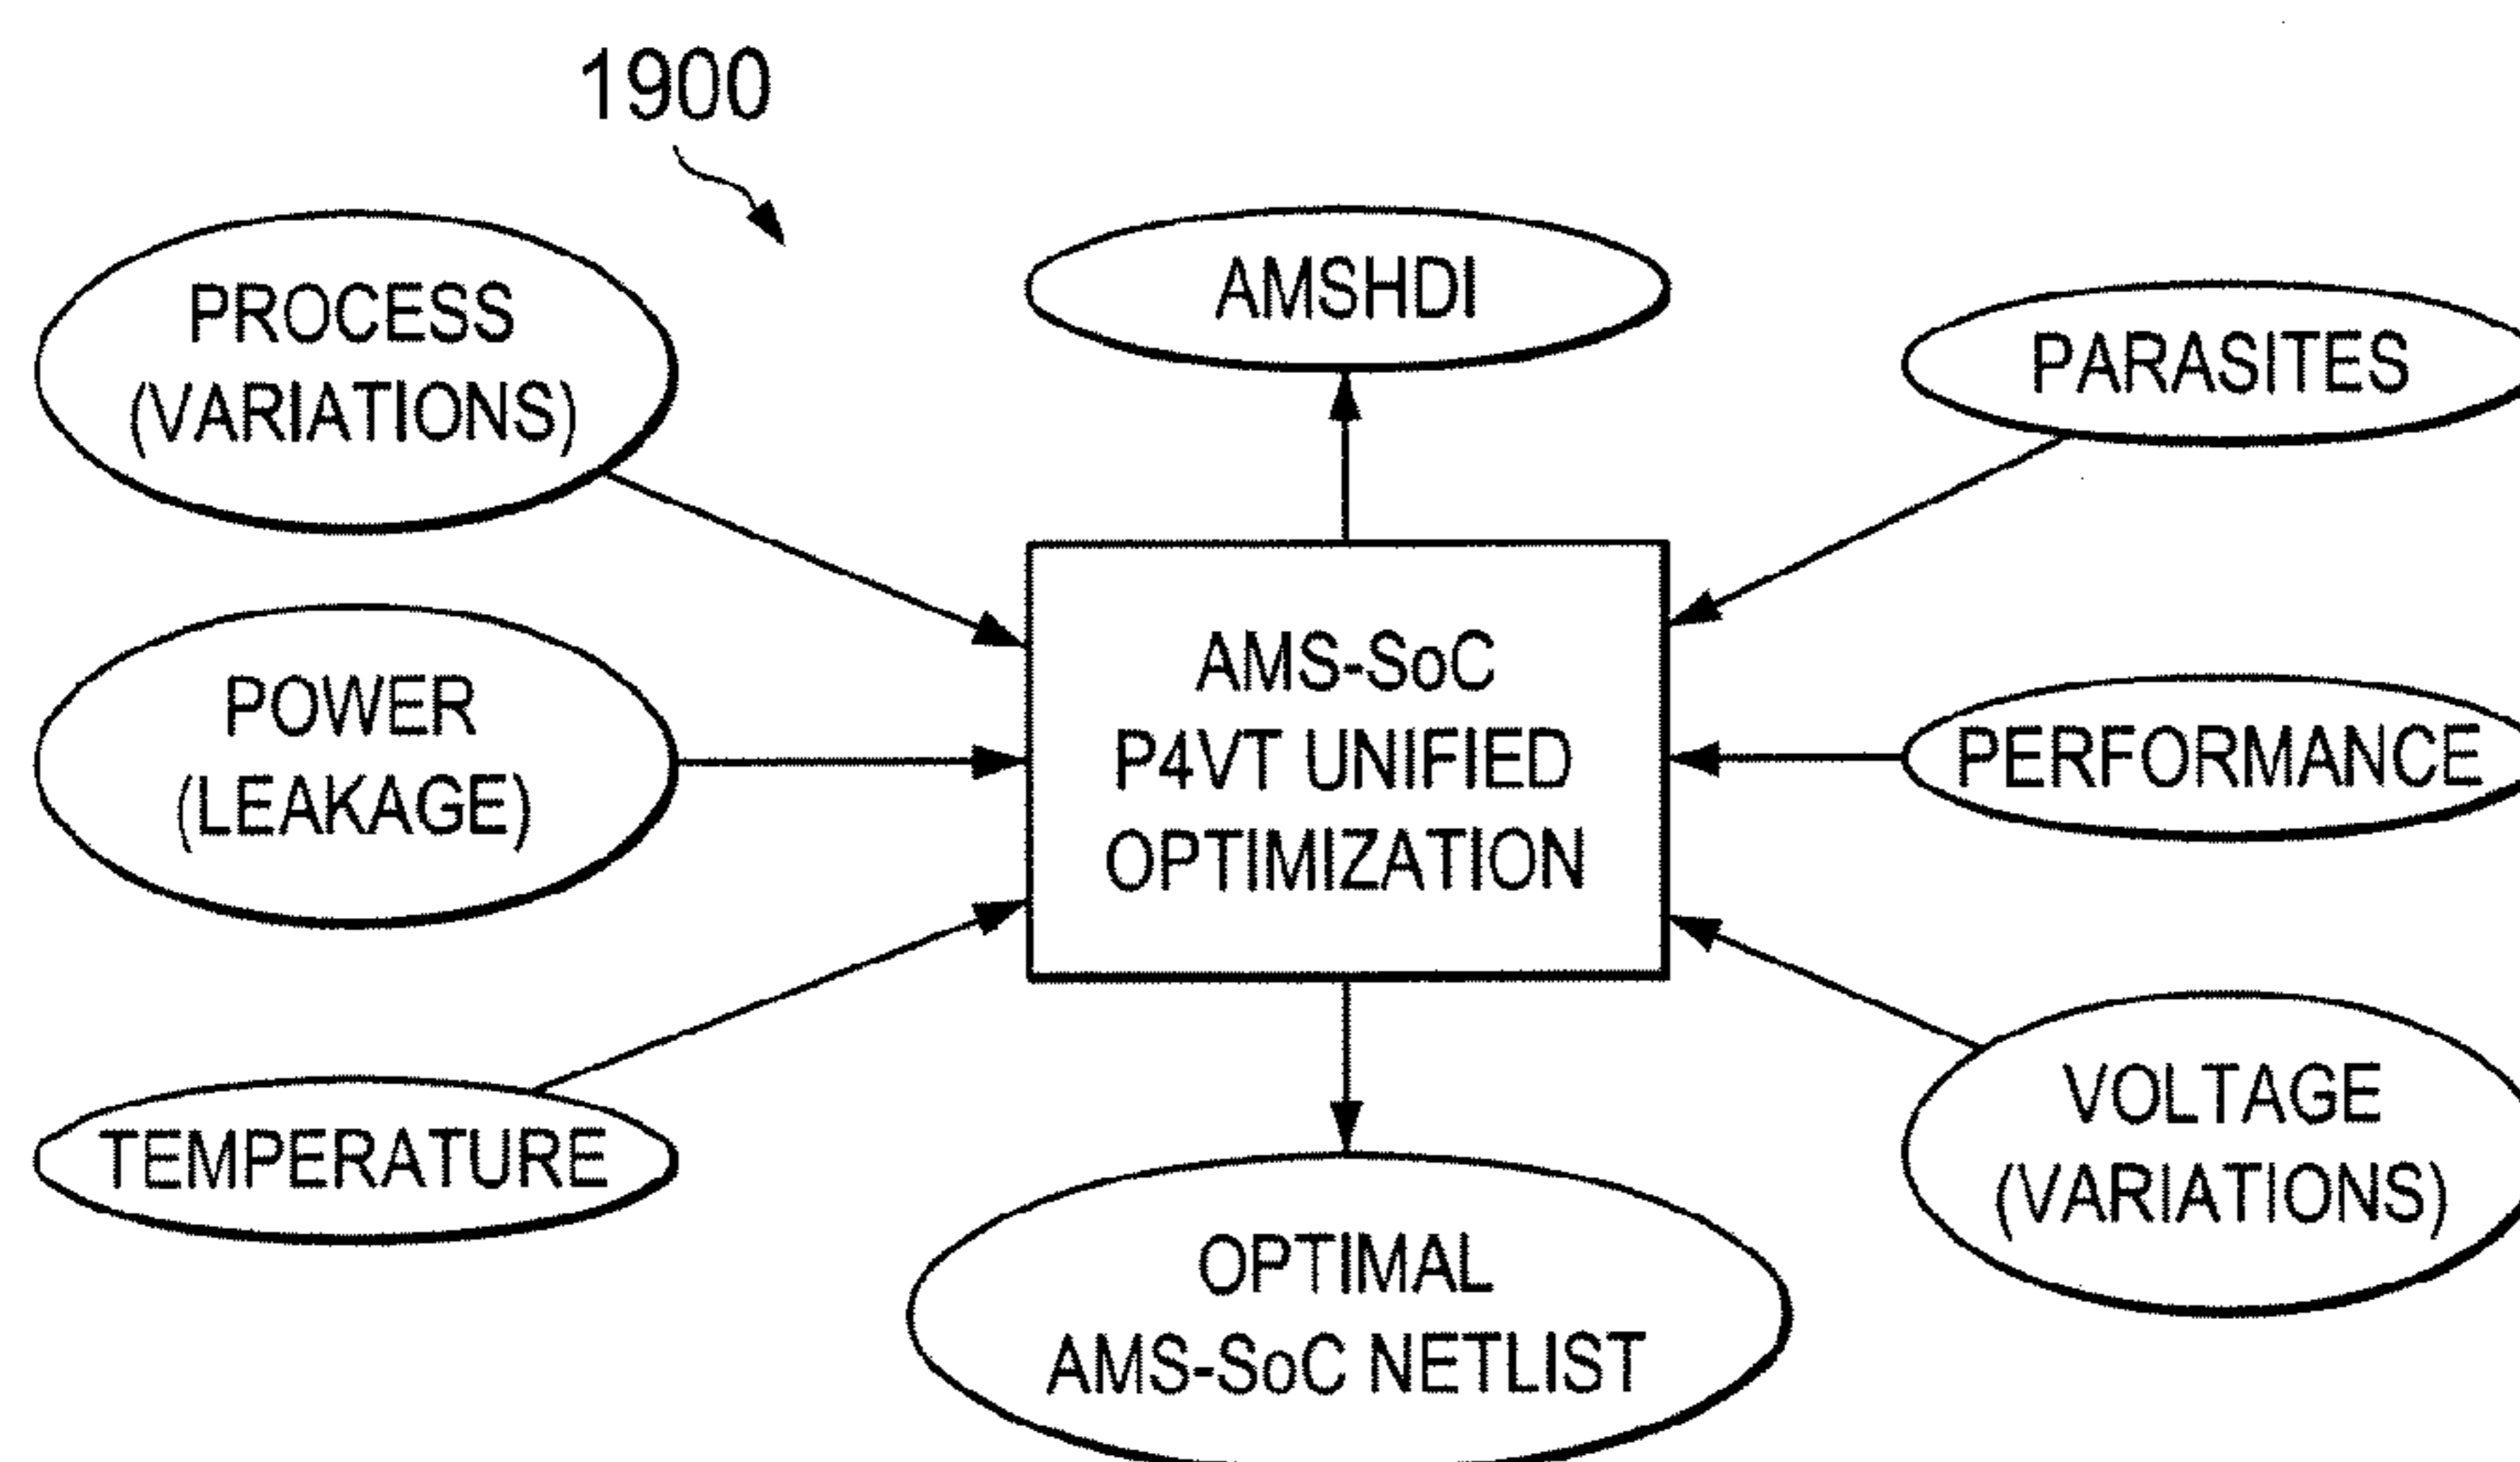 1900
PROCESS
(VARIATIONS)
AMSHDI
PARASITES
POWER
(LEAKAGE)
AMS-SoC
P4VT UNIFIED
OPTIMIZATION
PERFORMANCE
TEMPERATURE
VOLTAGE
(VARIATIONS)
OPTIMAL
AMS-SoC NETLIST